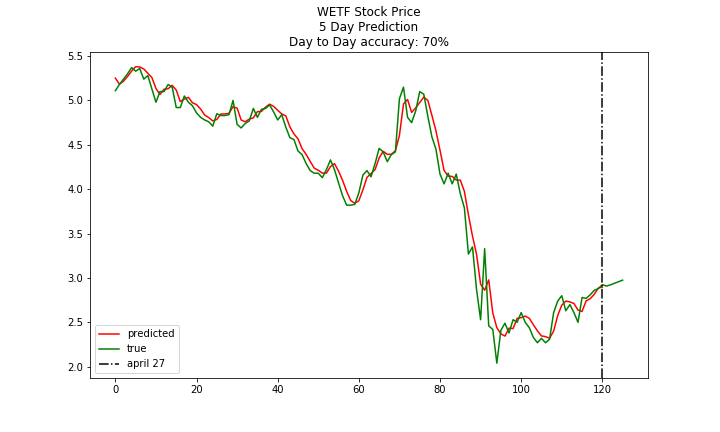 WETF Stock Price
5 Day Prediction
Day to Day accuracy: 70%
5.5
5.0
4.5
4.0
3.5
3.0
2.5
2.0
predicted
true
april 27
0
20
40
60
80
100
120